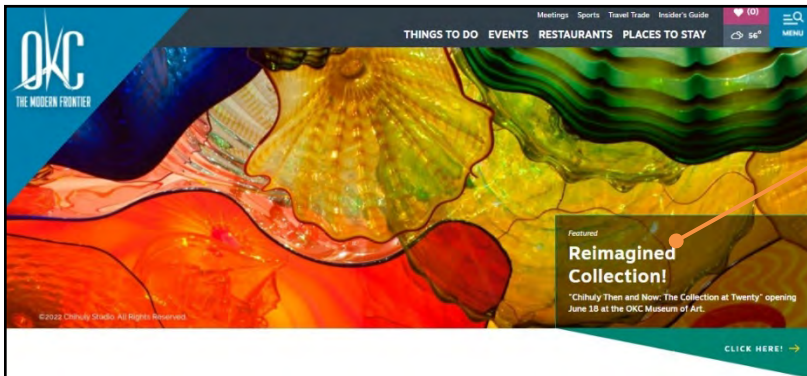 Meetings Sports Travel Trade Insider's Guide
(0)
THINGS TO DO EVENTS RESTAURANTS PLACES TO STAY
56°
MENU
OKC
THE MODERN FRONTIER
Featured
Reimagined
Collection!
"Chihuly Then and Now: The Collection at Twenty" opening
June 18 at the OKC Museum of Art.
©2022 Chihuly Studio. All Rights Reserved.
CLICK HERE!